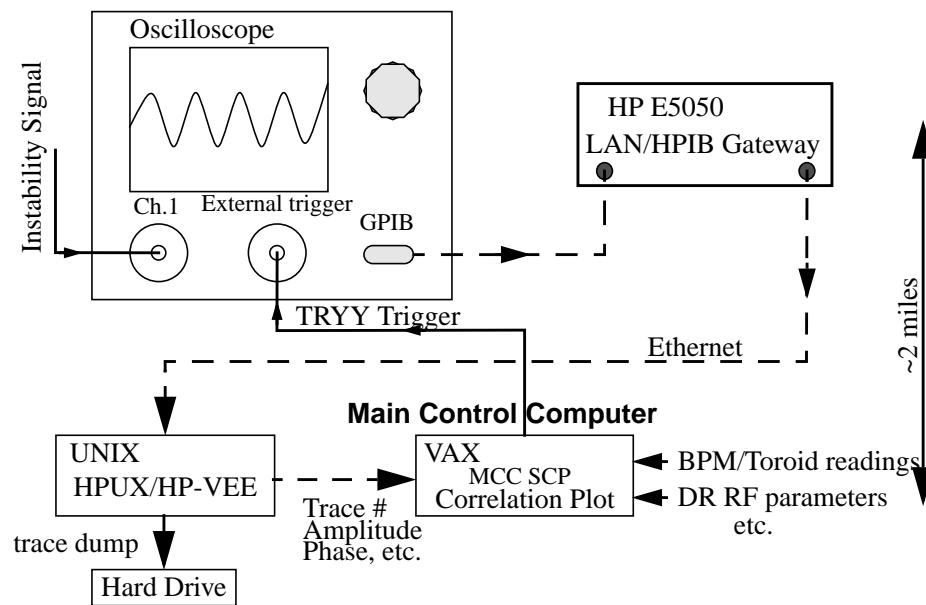 Oscilloscope
Instability Signal
Ch.1
External trigger
GPIB
HP E5050
LAN/HPIB Gateway
~2 miles
TRYY Trigger
Ethernet
Main Control Computer
UNIX
HPUX/HP-VEE
VAX
MCC SCP
Correlation Plot
BPM/Toroid readings
DR RF parameters
etc.
Trace #
Amplitude
Phase, etc.
trace dump
Hard Drive